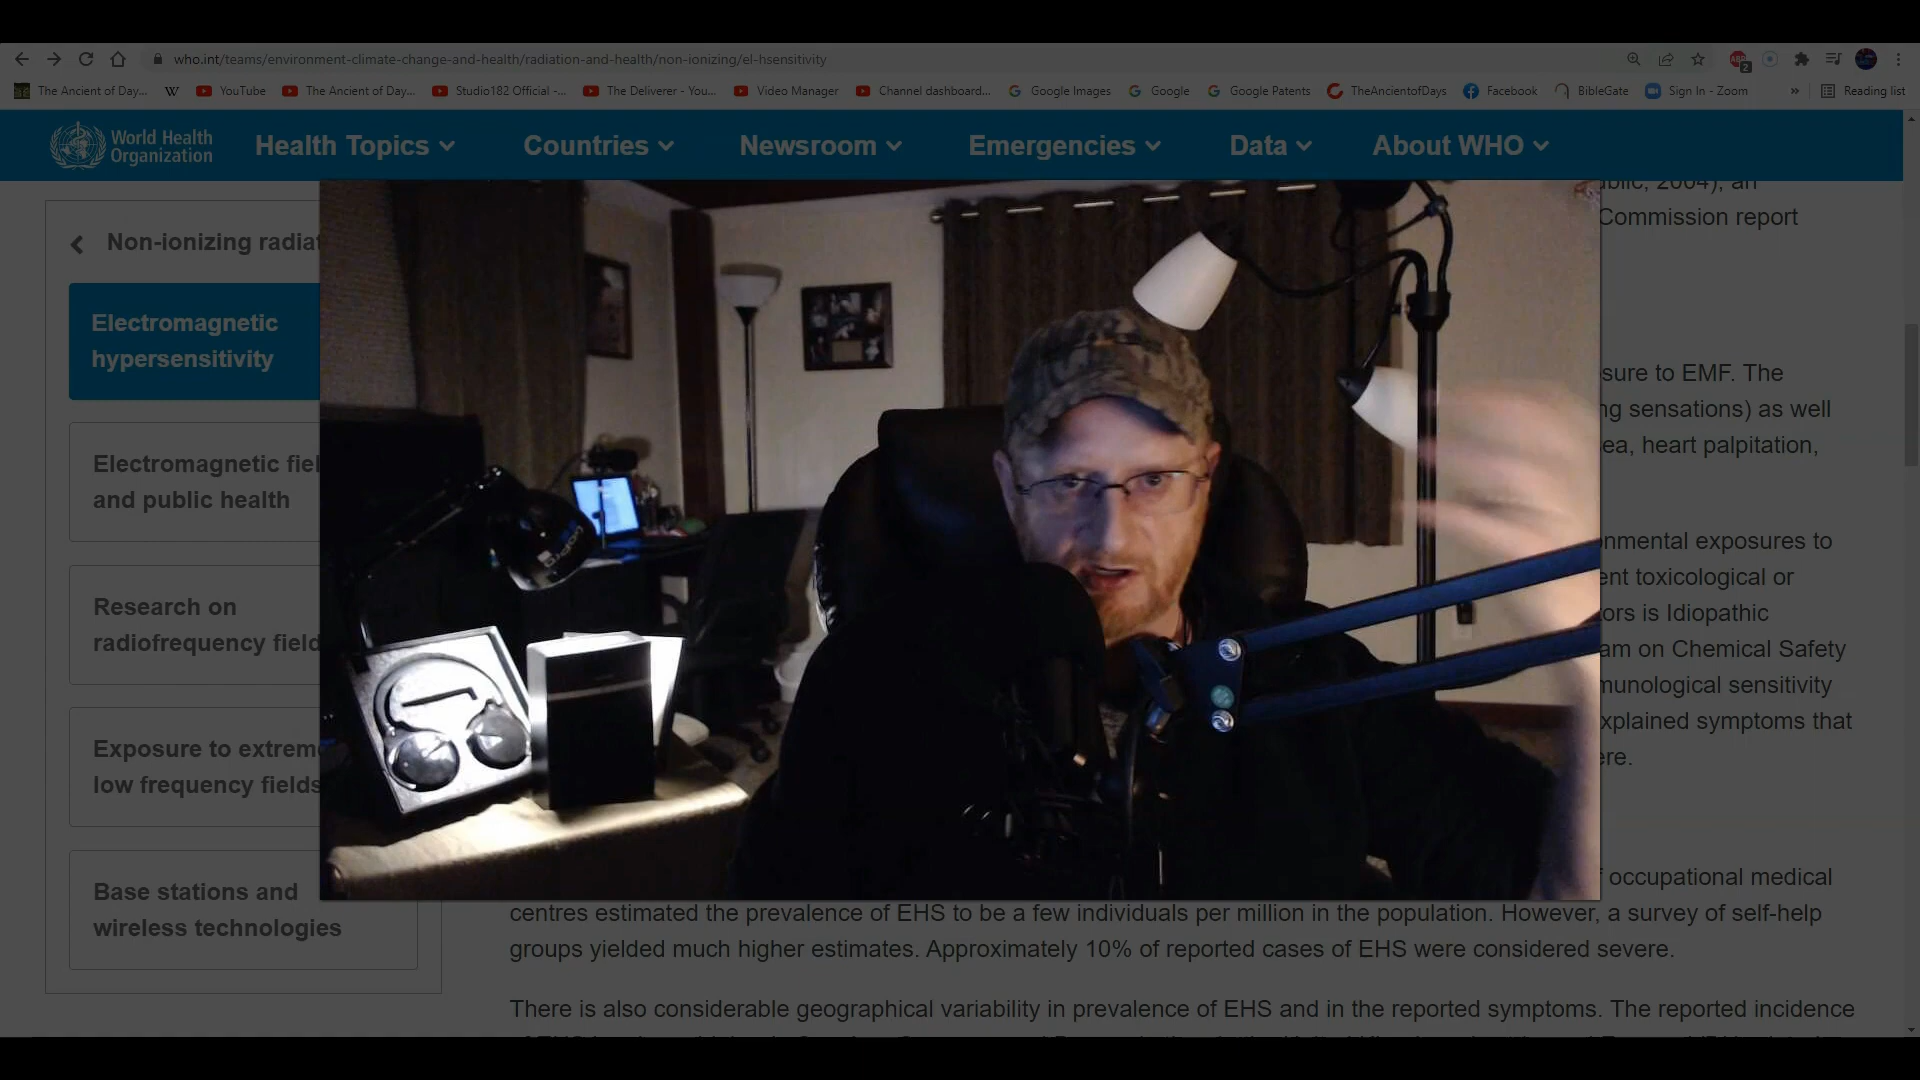 who.int/teams/environment-climate-change-and-health/radiation-and-health/non-ionizing/el-hsensitivity
2
The Ancient of Day... W YouTube The Ancient of Day... Studio182 Official -... The Deliverer - You... Video Manager Channel dashboard... Google Images Google Google Patents TheAncientofDays Facebook BibleGate Sign In - Zoom » Reading list
World Health
Organization
Health Topics Countries Newsroom Emergencies Data About WHO
Non-ionizing radiat
Electromagnetic
hypersensitivity
Electromagnetic fiel
and public health
Research on
radiofrequency field
Exposure to extreme
low frequency fields
Base stations and
wireless technologies
ublic, 2004), an
Commission report
sure to EMF. The
ng sensations) as well
ea, heart palpitation,
onmental exposures to
ent toxicological or
ors is Idiopathic
am on Chemical Safety
munological sensitivity
xplained symptoms that
ere.
f occupational medical
centres estimated the prevalence of EHS to be a few individuals per million in the population. However, a survey of self-help
groups yielded much higher estimates. Approximately 10% of reported cases of EHS were considered severe.
There is also considerable geographical variability in prevalence of EHS and in the reported symptoms. The reported incidence